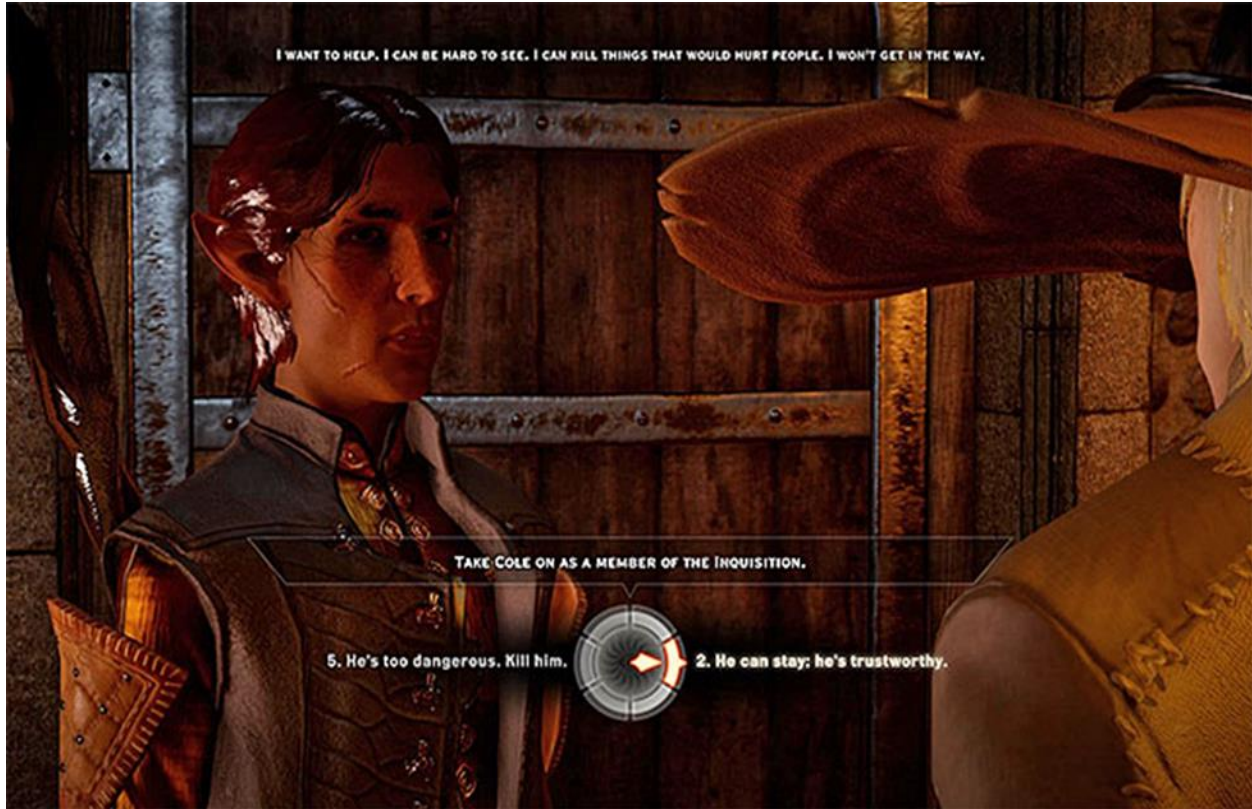 I WANT TO HELP. I CAN BE HARD TO SEE. I CAN KILL THINGS THAT WOULD HURT PEOPLE. I WON'T GET IN THE WAY.
TAKE COLE ON AS A MEMBER OF THE INQUISITION.
5. He's too dangerous. Kill him.
2. He can stay; he's trustworthy.